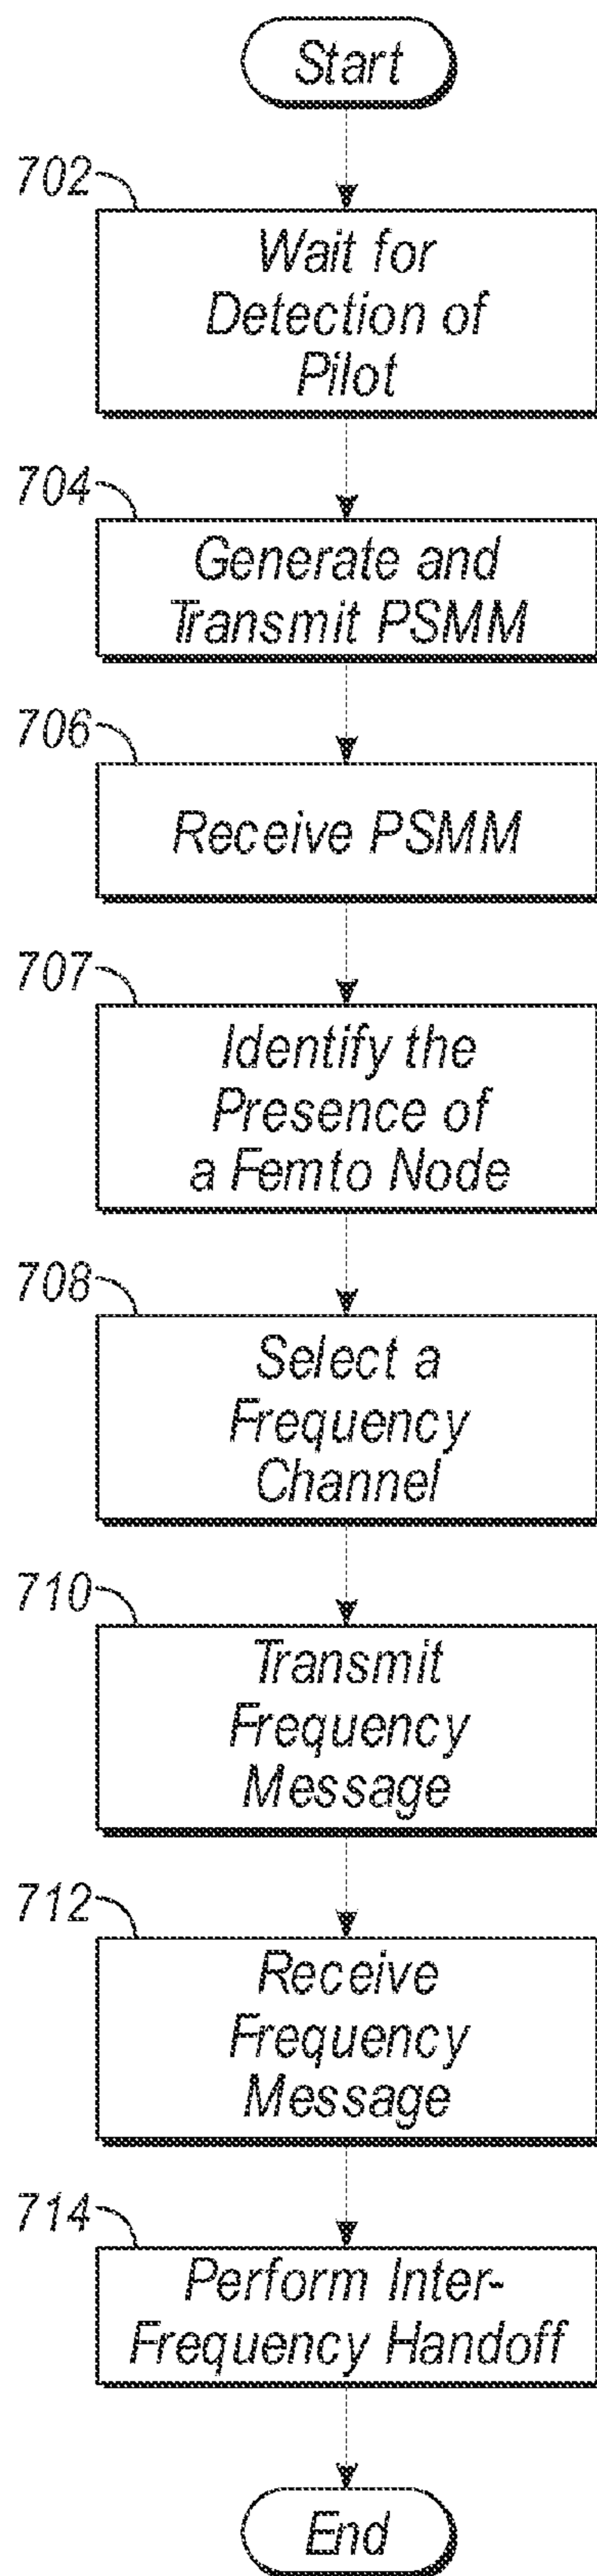 Start
702
Wait for
Detection of
Pilot
704
Generate and
Transmit PSMM
706
Receive PSMM
707
Identify the
Presence of
a Femto Node
708
Select a
Frequency
Channel
710
Transmit
Frequency
Message
712
Receive
Frequency
Message
714
Perform Inter-
Frequency Handoff
End